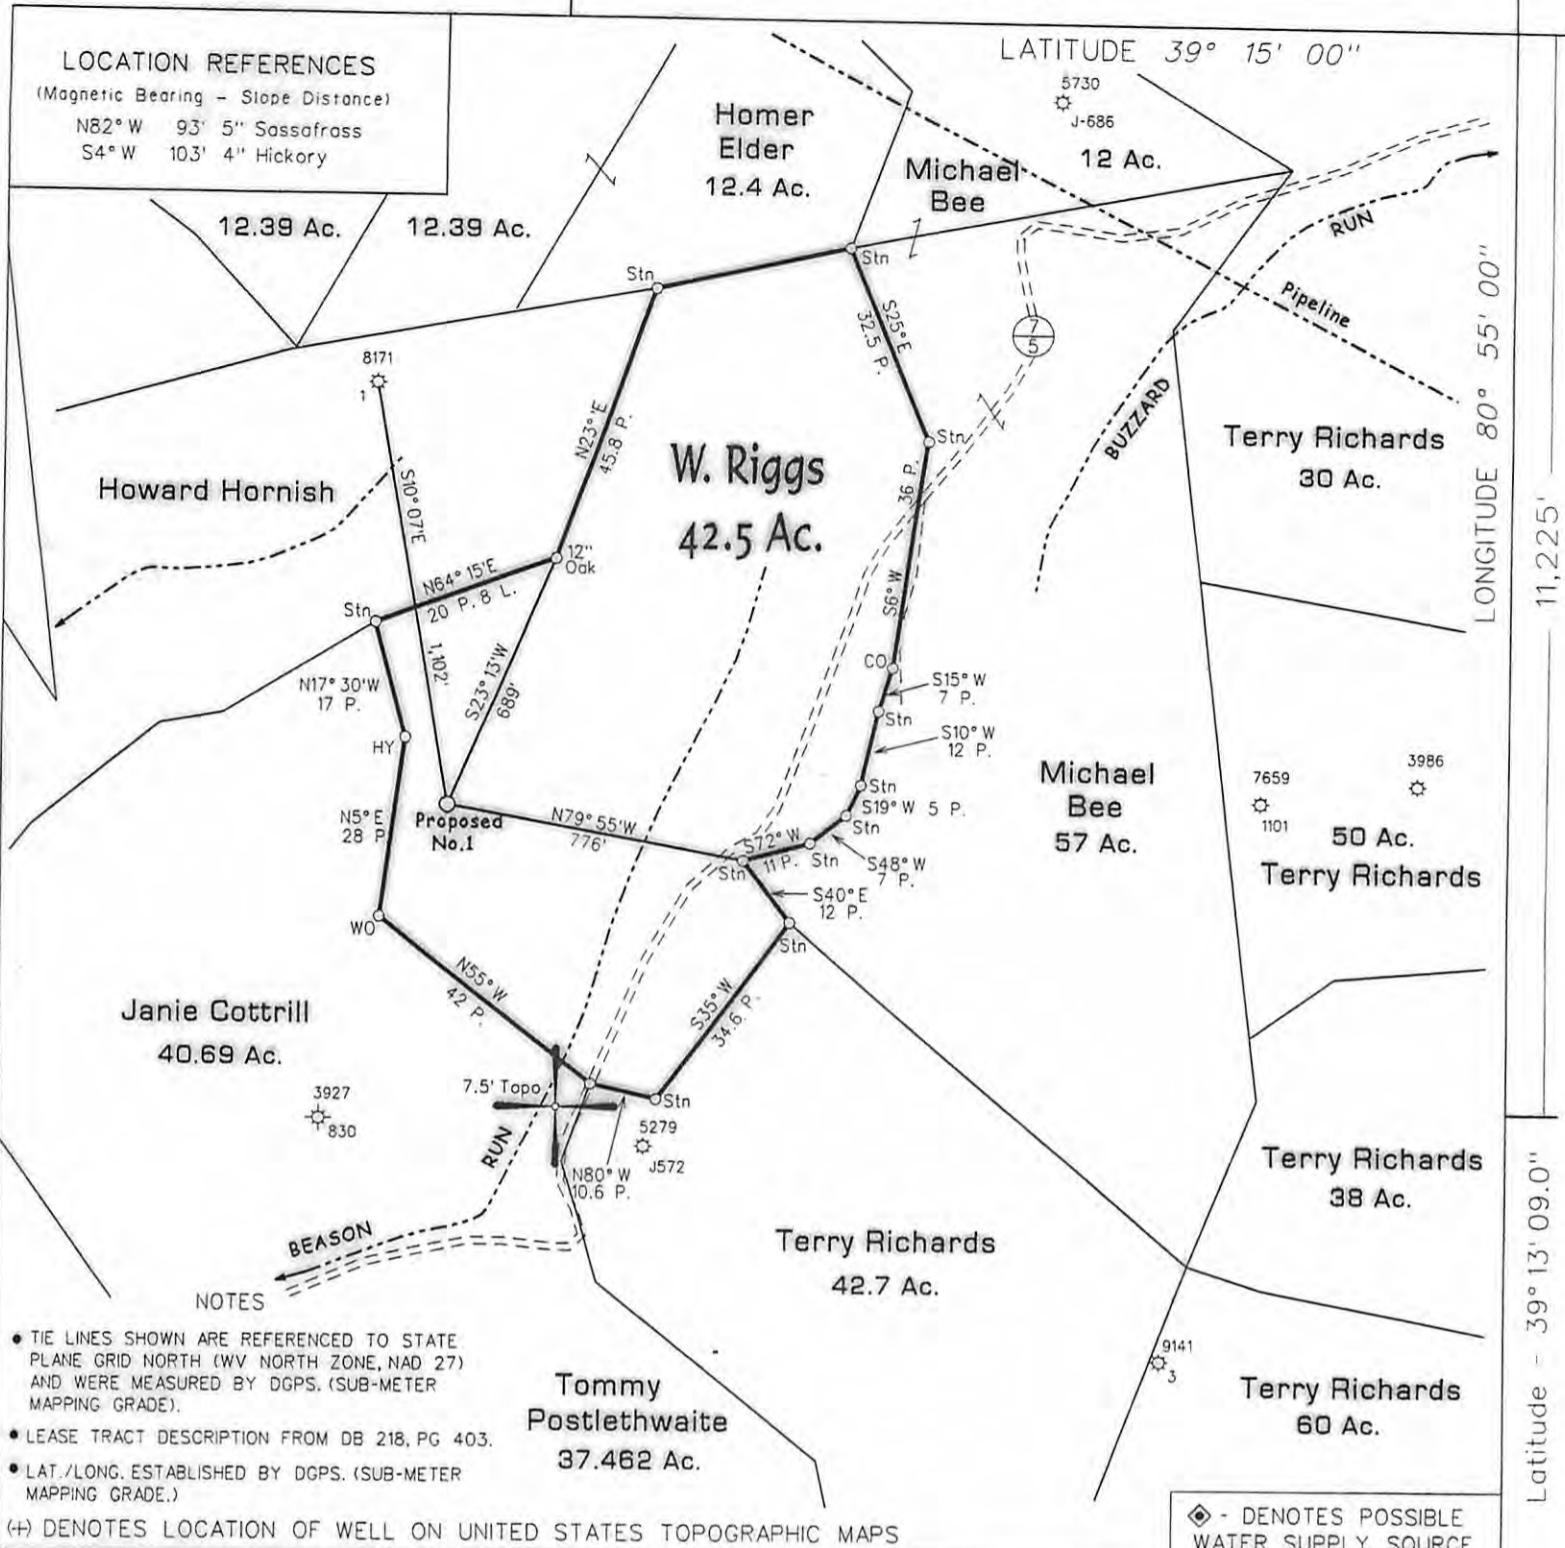 LOCATION REFERENCES
(Magnetic Bearing - Slope Distance)
N82° W 93' 5" Sassafrass
S4° W 103' 4" Hickory
LATITUDE 39° 15' 00"
5730
J-686
12 Ac.
Homer
Elder
12.4 Ac.
Michael
Bee
12.39 Ac.
12.39 Ac.
RUN
Pipeline
BUZZARD
LONGITUDE 80° 55' 00"
11,225'
Stn
Stn
S25° E
32.5 P.
7
5
8171
1
N23° E
45.8 P.
W. Riggs
42.5 Ac.
Stn
Terry Richards
30 Ac.
Howard Hornish
S10° 07'E
1,102'
36 P.
S6° W
12"
Oak
N64° 15'E
20 P. 8 L.
Stn
S23° 13'W
689'
N17° 30'W
17 P.
HY
CO
S15° W
7 P.
Stn
S10° W
12 P.
Stn
S19° W 5 P.
Stn
Michael
Bee
57 Ac.
7659
1101
3986
50 Ac.
Terry Richards
N5° E
28 P.
Proposed
No.1
N79° 55'W
776'
S72° W
11 P.
Stn
Stn
S48° W
7 P.
S40° E
12 P.
Stn
WO
N55° W
42 P.
S35° W
34.6 P.
Janie Cottrill
40.69 Ac.
3927
830
7.5' Topo
Stn
5279
J572
N80° W
10.6 P.
RUN
BEASON
Terry Richards
38 Ac.
Terry Richards
42.7 Ac.
9141
3
Terry Richards
60 Ac.
Latitude - 39° 13' 09.0"
Tommy
Postlethwaite
37.462 Ac.
NOTES
● TIE LINES SHOWN ARE REFERENCED TO STATE
PLANE GRID NORTH (WV NORTH ZONE, NAD 27)
AND WERE MEASURED BY DGPS. (SUB-METER
MAPPING GRADE).
● LEASE TRACT DESCRIPTION FROM DB 218, PG 403.
● LAT./LONG. ESTABLISHED BY DGPS. (SUB-METER
MAPPING GRADE.)
(+) DENOTES LOCATION OF WELL ON UNITED STATES TOPOGRAPHIC MAPS
- DENOTES POSSIBLE
WATER SUPPLY SOURCE